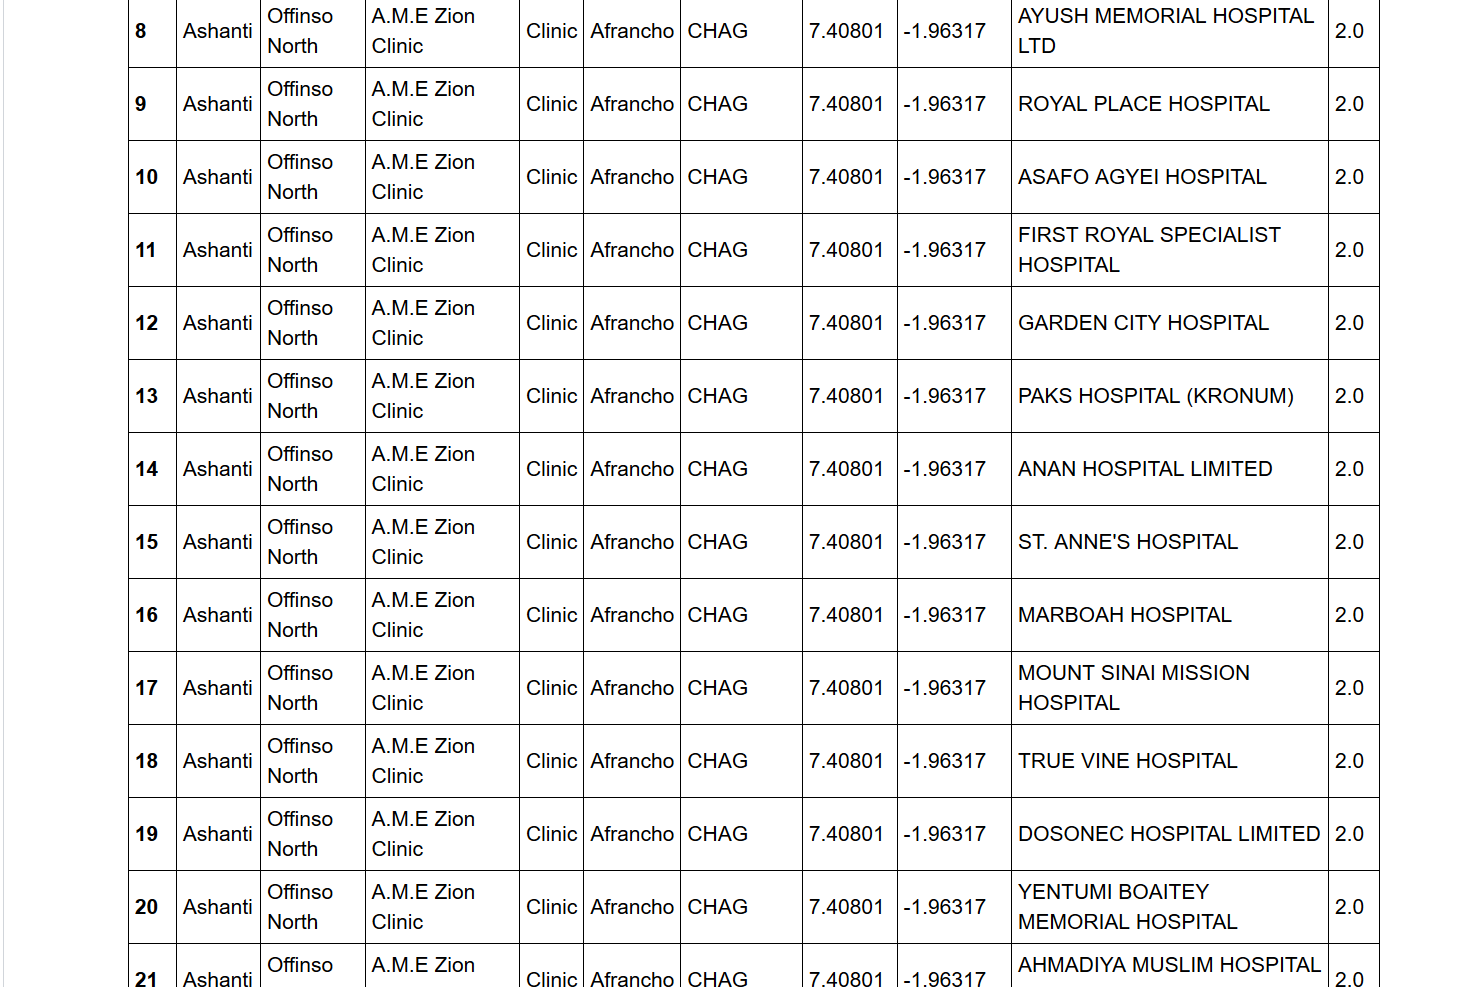 8 Ashanti Offinso North A.M.E Zion Clinic Clinic Afrancho CHAG 7.40801 -1.96317 AYUSH MEMORIAL HOSPITAL LTD 2.0
9 Ashanti Offinso North A.M.E Zion Clinic Clinic Afrancho CHAG 7.40801 -1.96317 ROYAL PLACE HOSPITAL 2.0
10 Ashanti Offinso North A.M.E Zion Clinic Clinic Afrancho CHAG 7.40801 -1.96317 ASAFO AGYEI HOSPITAL 2.0
11 Ashanti Offinso North A.M.E Zion Clinic Clinic Afrancho CHAG 7.40801 -1.96317 FIRST ROYAL SPECIALIST HOSPITAL 2.0
12 Ashanti Offinso North A.M.E Zion Clinic Clinic Afrancho CHAG 7.40801 -1.96317 GARDEN CITY HOSPITAL 2.0
13 Ashanti Offinso North A.M.E Zion Clinic Clinic Afrancho CHAG 7.40801 -1.96317 PAKS HOSPITAL (KRONUM) 2.0
14 Ashanti Offinso North A.M.E Zion Clinic Clinic Afrancho CHAG 7.40801 -1.96317 ANAN HOSPITAL LIMITED 2.0
15 Ashanti Offinso North A.M.E Zion Clinic Clinic Afrancho CHAG 7.40801 -1.96317 ST. ANNE'S HOSPITAL 2.0
16 Ashanti Offinso North A.M.E Zion Clinic Clinic Afrancho CHAG 7.40801 -1.96317 MARBOAH HOSPITAL 2.0
17 Ashanti Offinso North A.M.E Zion Clinic Clinic Afrancho CHAG 7.40801 -1.96317 MOUNT SINAI MISSION HOSPITAL 2.0
18 Ashanti Offinso North A.M.E Zion Clinic Clinic Afrancho CHAG 7.40801 -1.96317 TRUE VINE HOSPITAL 2.0
19 Ashanti Offinso North A.M.E Zion Clinic Clinic Afrancho CHAG 7.40801 -1.96317 DOSONEC HOSPITAL LIMITED 2.0
20 Ashanti Offinso North A.M.E Zion Clinic Clinic Afrancho CHAG 7.40801 -1.96317 YENTUMI BOAITEY MEMORIAL HOSPITAL 2.0
21 Ashanti Offinso A.M.E Zion Clinic Afrancho CHAG 7.40801 -1.96317 AHMADIYA MUSLIM HOSPITAL 2.0